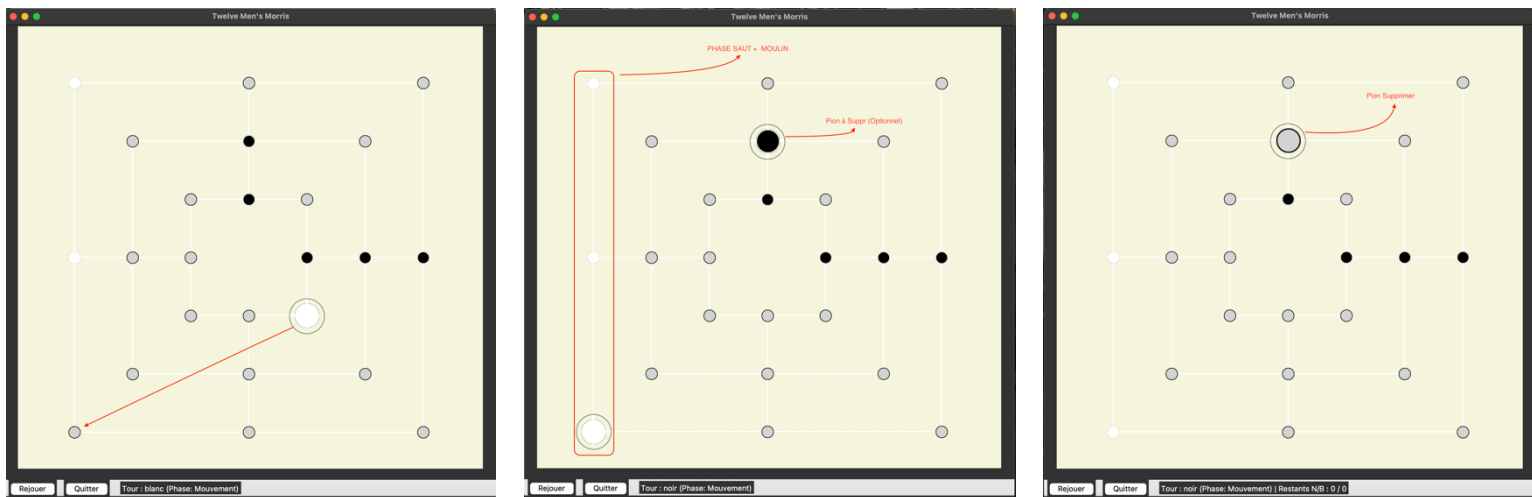 Twelve Men's Morris
Rejouer
Quitter
Tour : blanc (Phase: Mouvement)
Twelve Men's Morris
PHASE SAUT + MOULIN
Pion à Suppr (Optionnel)
Rejouer
Quitter
Tour : noir (Phase: Mouvement)
Twelve Men's Morris
Pion Supprimer
Rejouer
Quitter
Tour : noir (Phase: Mouvement) | Restants N/B : 0 / 0